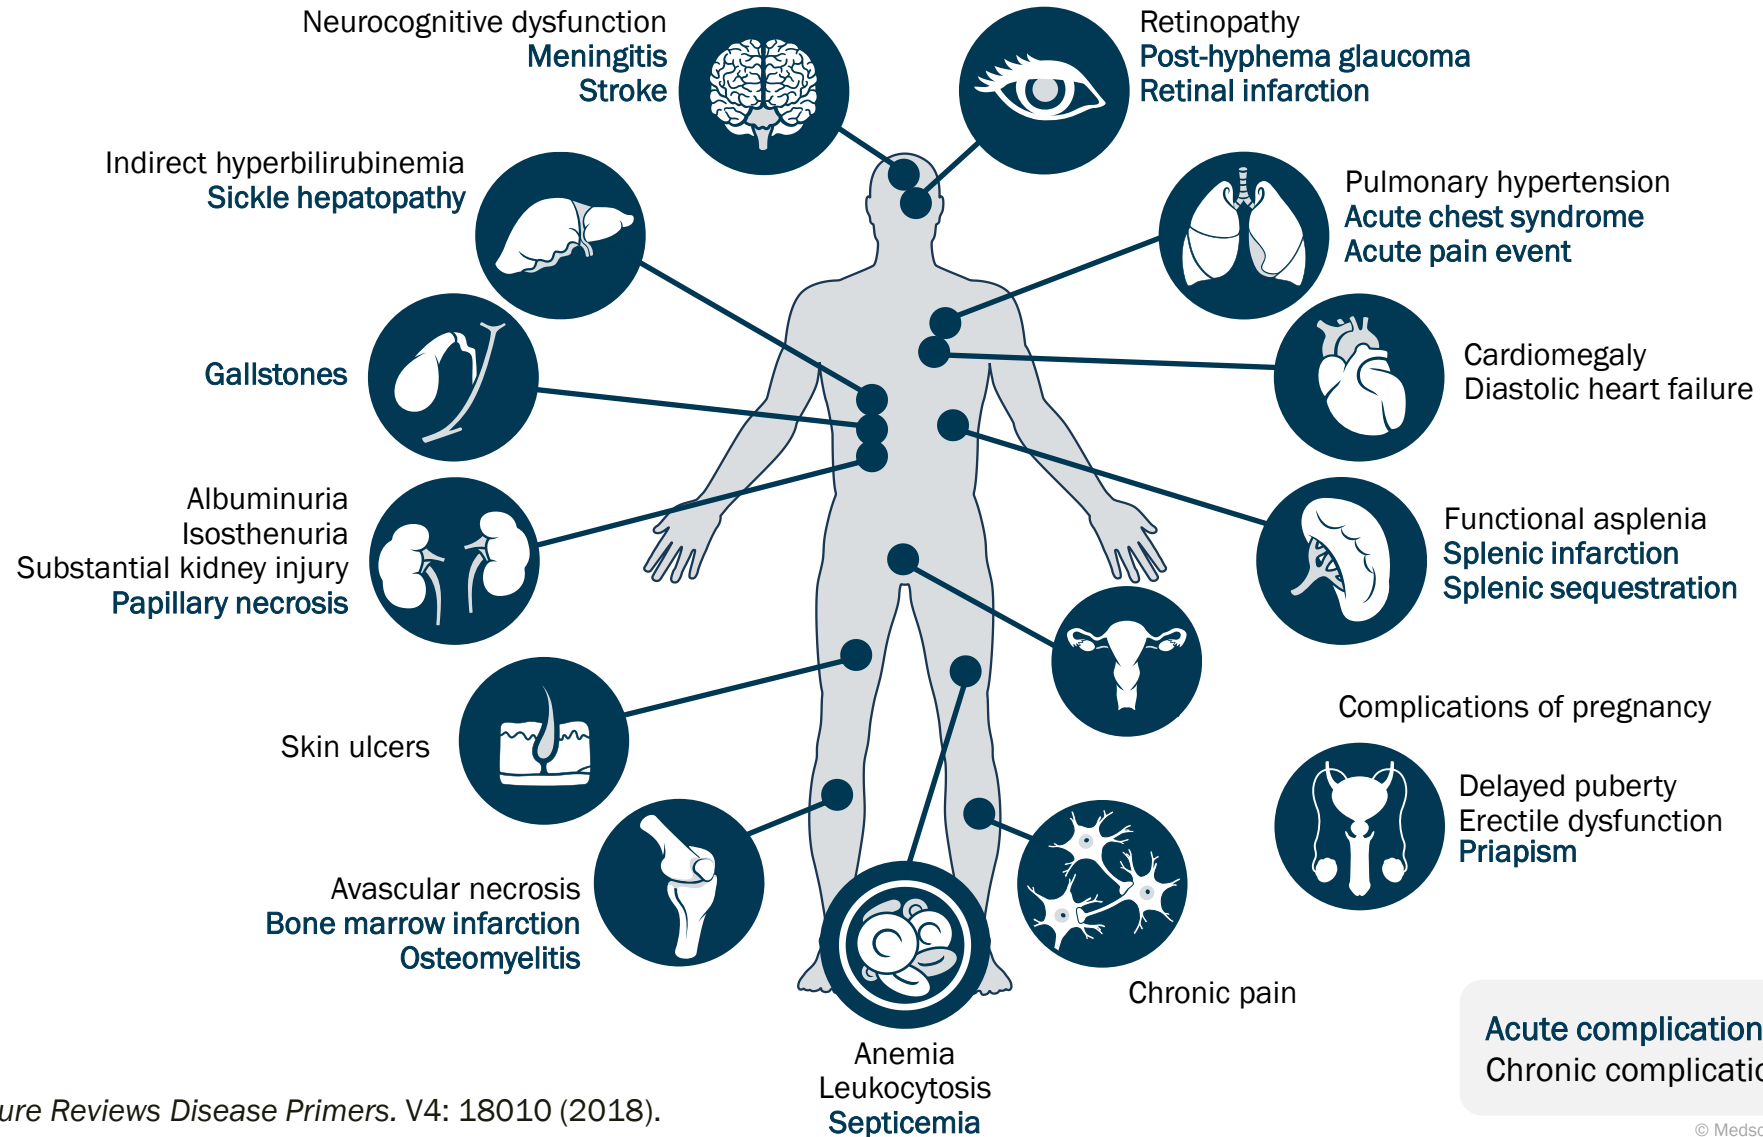 Neurocognitive dysfunction
Meningitis
Stroke
Retinopathy
Post-hyphema glaucoma
Retinal infarction
Indirect hyperbilirubinemia
Sickle hepatopathy
Pulmonary hypertension
Acute chest syndrome
Acute pain event
Gallstones
Cardiomegaly
Diastolic heart failure
Albuminuria
Isosthenuria
Substantial kidney injury
Papillary necrosis
Functional asplenia
Splenic infarction
Splenic sequestration
Skin ulcers
Complications of pregnancy
Delayed puberty
Erectile dysfunction
Priapism
Avascular necrosis
Bone marrow infarction
Osteomyelitis
Chronic pain
Anemia
Leukocytosis
Septicemia
Acute complication
Chronic
Reviews Disease Primers. V4: 18010 (2018).
©